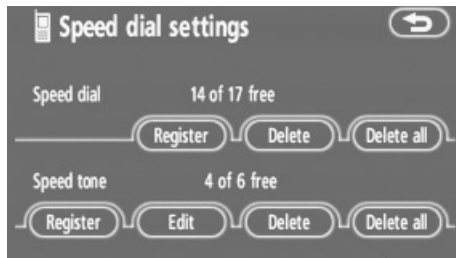 Speed dial settings
Speed dial 14 of 17 free
Register Delete Delete all
Speed tone 4 of 6 free
Register Edit Delete Delete all